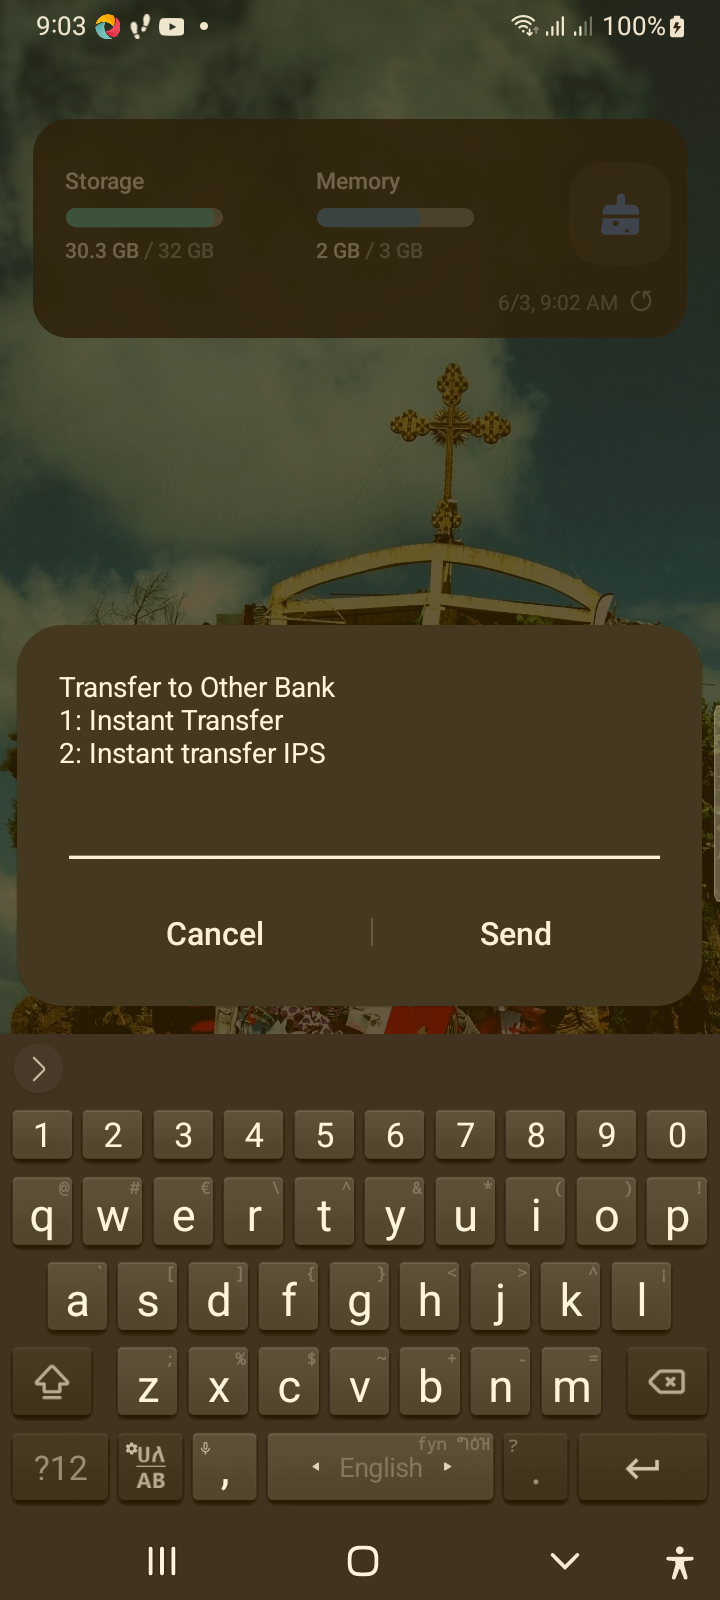 9:03
100%
Storage
Memory
30.3 GB / 32 GB
2 GB / 3 GB
6/3, 9:02 AM
Transfer to Other Bank
1: Instant Transfer
2: Instant transfer IPS
Cancel
Send
1 2 3 4 5 6 7 8 9 0
@ # € \ ^ & * ( ) !
q w e r t y u i o p
` [ ] { } < > ^ ¡
a s d f g h j k l
; % $ ~ + - =
z x c v b n m
fyn
?
?12
AB
,
English
.